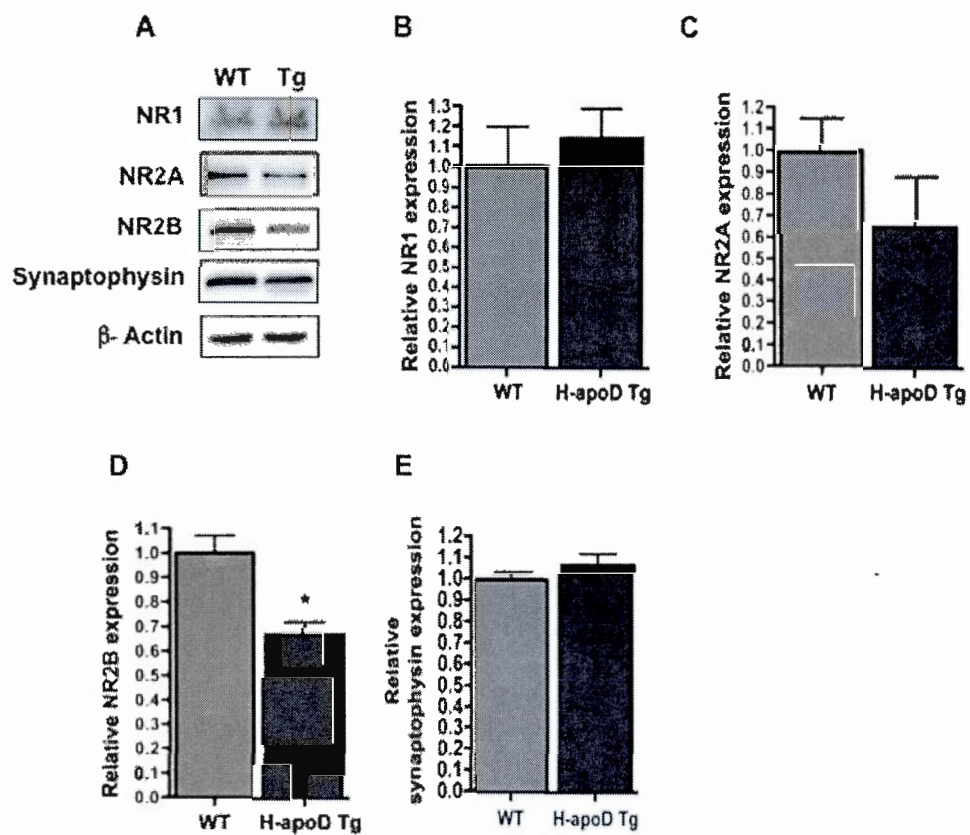 A
WT Tg
NR1
NR2A
NR2B
Synaptophysin
β- Actin
B
Relative NR1 expression
1.3
1.2
1.1
1.0
0.9
0.8
0.7
0.6
0.5
0.4
0.3
0.2
0.1
0.0
WT H-apoD Tg
C
Relative NR2A expression
1.2
1.1
1.0
0.9
0.8
0.7
0.6
0.5
0.4
0.3
0.2
0.1
0.0
WT H-apoD Tg
D
Relative NR2B expression
1.1
1.0
0.9
0.8
0.7
0.6
0.5
0.4
0.3
0.2
0.1
0.0
*
WT H-apoD Tg
E
Relative
synaptophysin expression
1.2
1.1
1.0
0.9
0.8
0.7
0.6
0.5
0.4
0.3
0.2
0.1
0.0
WT H-apoD Tg